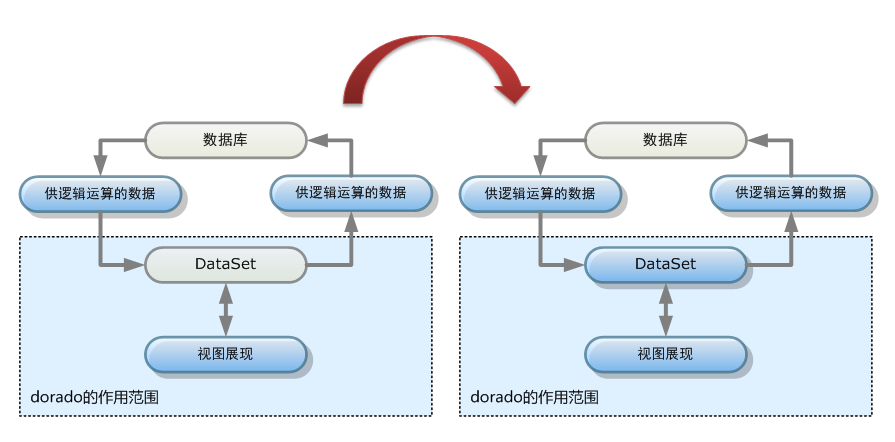 数据库
供逻辑运算的数据
供逻辑运算的数据
DataSet
视图展现
dorado的作用范围
数据库
供逻辑运算的数据
供逻辑运算的数据
DataSet
视图展现
dorado的作用范围